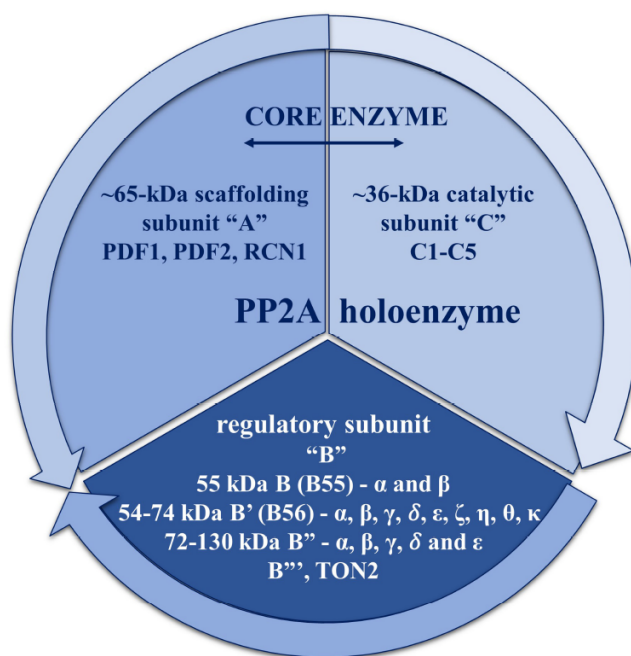 CORE ENZYME
~65-kDa scaffolding
subunit “A”
PDF1, PDF2, RCN1
~36-kDa catalytic
subunit “C”
C1-C5
PP2A holoenzyme
regulatory subunit
“B”
55 kDa B (B55) - α and β
54-74 kDa B’ (B56) - α, β, γ, δ, ε, ζ, η, θ, κ
72-130 kDa B” - α, β, γ, δ and ε
B”’, TON2